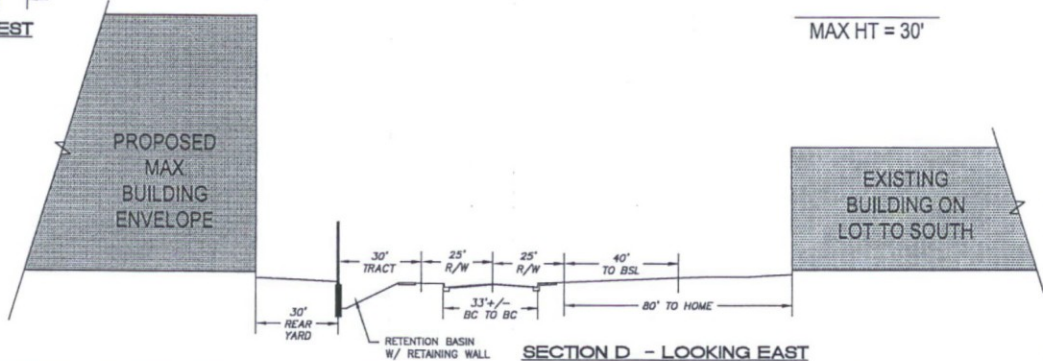 EST
MAX HT = 30'
PROPOSED
MAX
BUILDING
ENVELOPE
EXISTING
BUILDING ON
LOT TO SOUTH
30'
TRACT
25'
R/W
25'
R/W
40'
TO BSL
33'+/-
BC TO BC
80' TO HOME
30'
REAR
YARD
RETENTION BASIN
W/ RETAINING WALL
SECTION D - LOOKING EAST